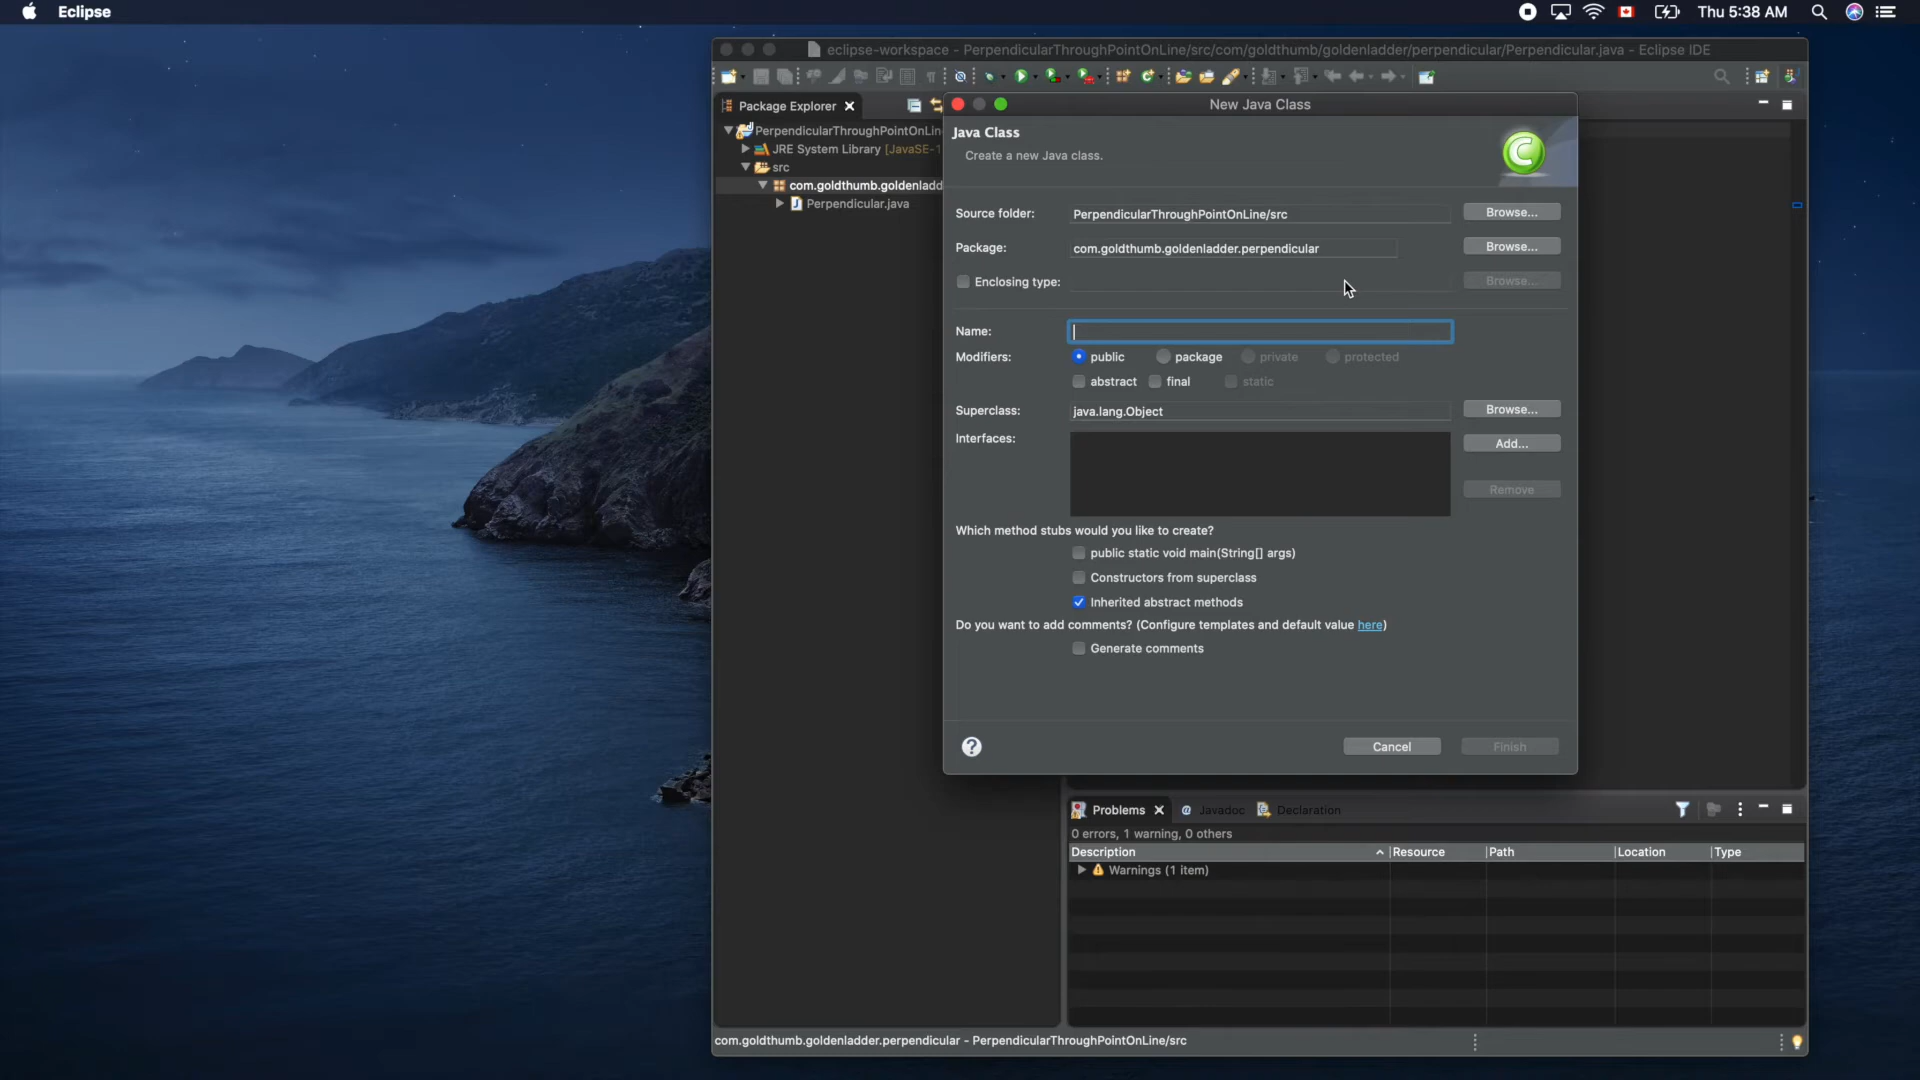 Eclipse
Thu 5:38 AM
eclipse-workspace - PerpendicularThroughPointOnLine/src/com/goldthumb/goldenladder/perpendicular/Perpendicular.java - Eclipse IDE
Package Explorer
PerpendicularThroughPointOnLin
JRE System Library [JavaSE-1
src
com.goldthumb.goldenladd
Perpendicular.java
New Java Class
Java Class
Create a new Java class.
Source folder: PerpendicularThroughPointOnLine/src Browse...
Package: com.goldthumb.goldenladder.perpendicular Browse...
Enclosing type: Browse...
Name:
Modifiers: public package private protected
abstract final static
Superclass: java.lang.Object Browse...
Interfaces: Add...
Remove
Which method stubs would you like to create?
public static void main(String[] args)
Constructors from superclass
Inherited abstract methods
Do you want to add comments? (Configure templates and default value here)
Generate comments
Cancel Finish
Problems Javadoc Declaration
0 errors, 1 warning, 0 others
Description Resource Path Location Type
Warnings (1 item)
com.goldthumb.goldenladder.perpendicular - PerpendicularThroughPointOnLine/src